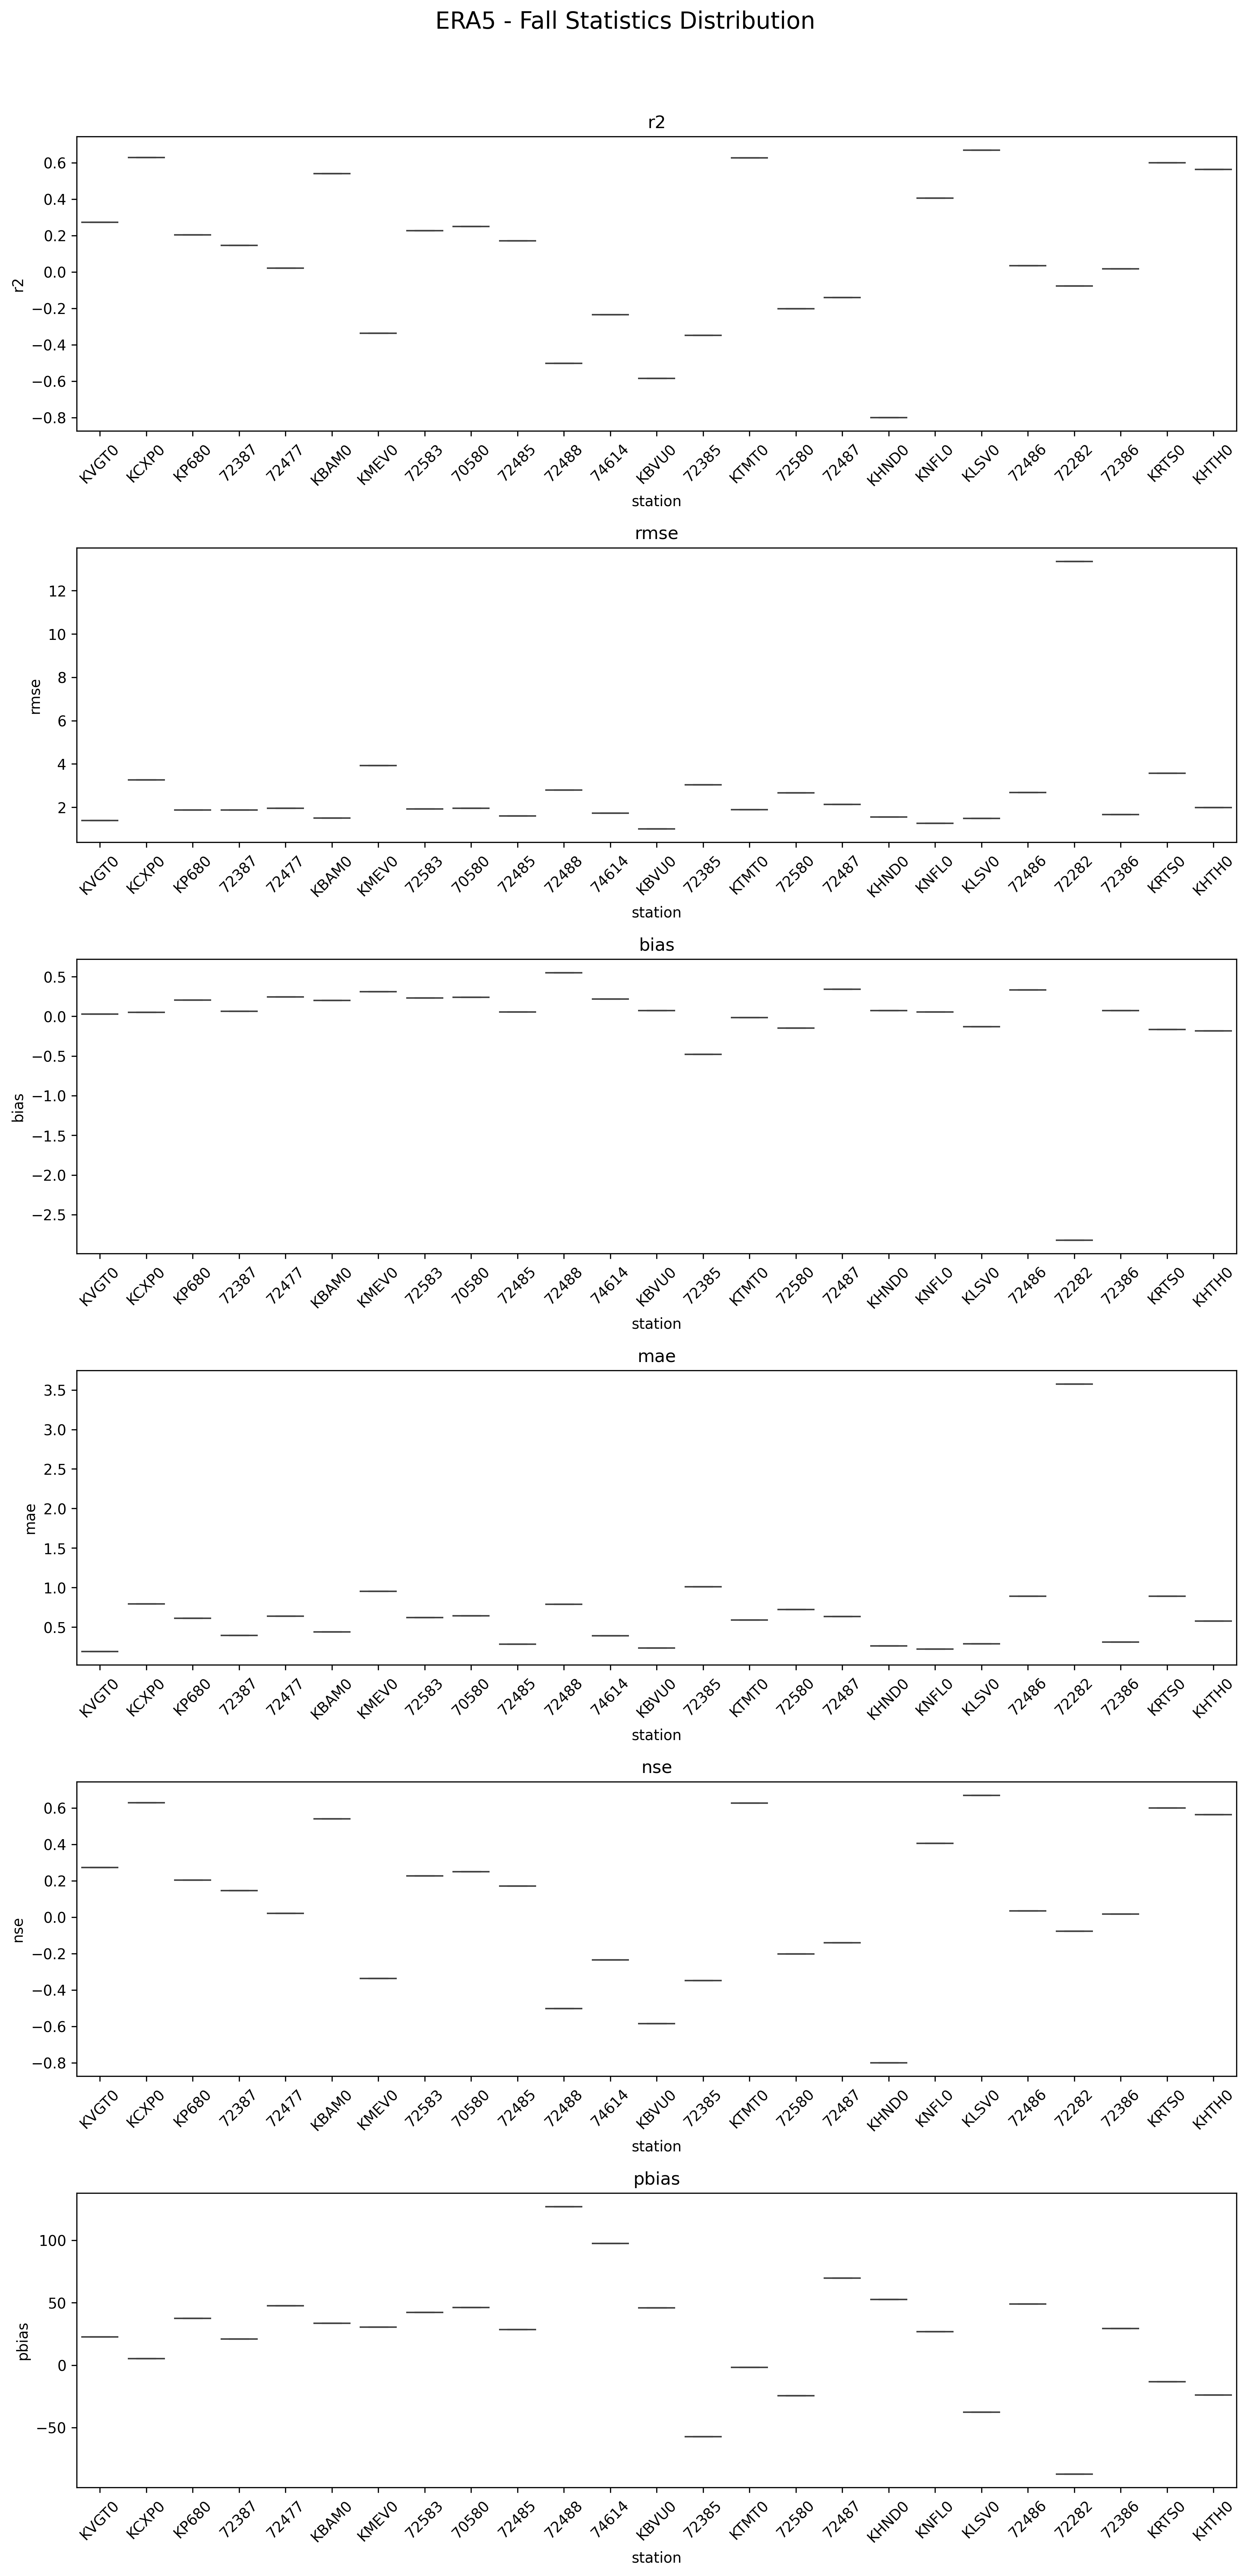 ERA5 - Fall Statistics Distribution
r2
r2
0.6
0.4
0.2
0.0
−0.2
−0.4
−0.6
−0.8
KVGT0 KCXP0 KP680 72387 72477 KBAM0 KMEV0 72583 70580 72485 72488 74614 KBVU0 72385 KTMT0 72580 72487 KHND0 KNFL0 KLSV0 72486 72282 72386 KRTS0 KHTH0
station
rmse
rmse
12
10
8
6
4
2
KVGT0 KCXP0 KP680 72387 72477 KBAM0 KMEV0 72583 70580 72485 72488 74614 KBVU0 72385 KTMT0 72580 72487 KHND0 KNFL0 KLSV0 72486 72282 72386 KRTS0 KHTH0
station
bias
bias
0.5
0.0
−0.5
−1.0
−1.5
−2.0
−2.5
KVGT0 KCXP0 KP680 72387 72477 KBAM0 KMEV0 72583 70580 72485 72488 74614 KBVU0 72385 KTMT0 72580 72487 KHND0 KNFL0 KLSV0 72486 72282 72386 KRTS0 KHTH0
station
mae
mae
3.5
3.0
2.5
2.0
1.5
1.0
0.5
KVGT0 KCXP0 KP680 72387 72477 KBAM0 KMEV0 72583 70580 72485 72488 74614 KBVU0 72385 KTMT0 72580 72487 KHND0 KNFL0 KLSV0 72486 72282 72386 KRTS0 KHTH0
station
nse
nse
0.6
0.4
0.2
0.0
−0.2
−0.4
−0.6
−0.8
KVGT0 KCXP0 KP680 72387 72477 KBAM0 KMEV0 72583 70580 72485 72488 74614 KBVU0 72385 KTMT0 72580 72487 KHND0 KNFL0 KLSV0 72486 72282 72386 KRTS0 KHTH0
station
pbias
pbias
100
50
0
−50
KVGT0 KCXP0 KP680 72387 72477 KBAM0 KMEV0 72583 70580 72485 72488 74614 KBVU0 72385 KTMT0 72580 72487 KHND0 KNFL0 KLSV0 72486 72282 72386 KRTS0 KHTH0
station